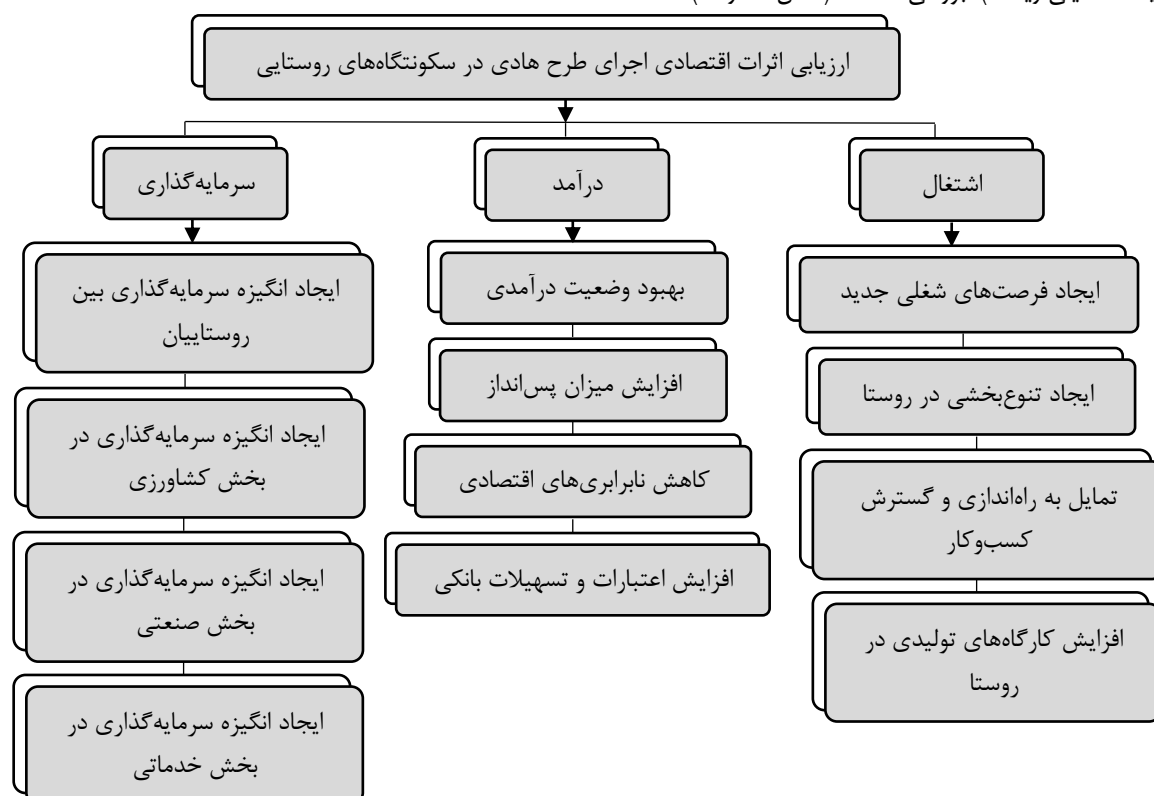 ارزیابی اثرات اقتصادی اجرای طرح هادی در سکونتگاه‌های روستایی
اشتغال
درآمد
سرمایه‌گذاری
ایجاد فرصت‌های شغلی جدید
ایجاد تنوع‌بخشی در روستا
تمایل به راه‌اندازی و گسترش
کسب‌وکار
افزایش کارگاه‌های تولیدی در
روستا
بهبود وضعیت درآمدی
افزایش میزان پس‌انداز
کاهش نابرابری‌های اقتصادی
افزایش اعتبارات و تسهیلات بانکی
ایجاد انگیزه سرمایه‌گذاری بین
روستاییان
ایجاد انگیزه سرمایه‌گذاری در
بخش کشاورزی
ایجاد انگیزه سرمایه‌گذاری در
بخش صنعتی
ایجاد انگیزه سرمایه‌گذاری در
بخش خدماتی